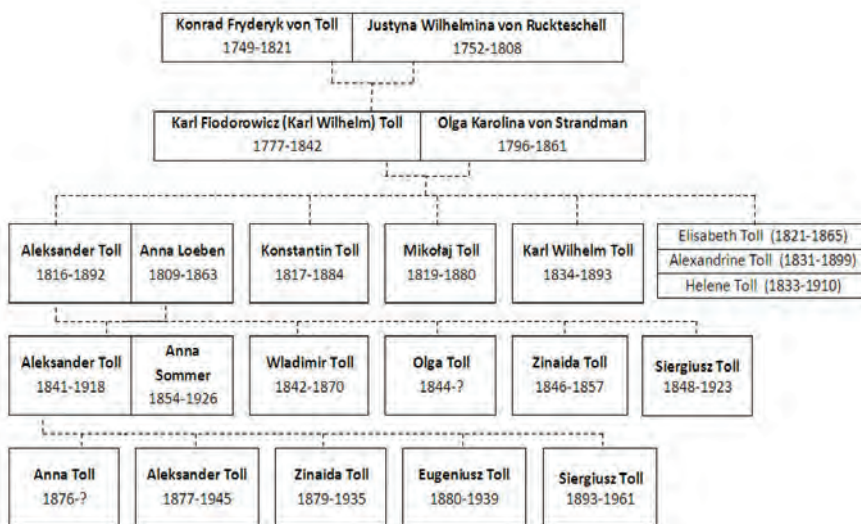 Konrad Fryderyk von Toll
1749-1821
Justyna Wilhelmina von Ruckteschell
1752-1808
Karl Fiodorowicz (Karl Wilhelm) Toll
1777-1842
Olga Karolina von Strandman
1796-1861
Aleksander Toll
1816-1892
Anna Loeben
1809-1863
Konstantin Toll
1817-1884
Mikołaj Toll
1819-1880
Karl Wilhelm Toll
1834-1893
Elisabeth Toll (1821-1865)
Alexandrine Toll (1831-1899)
Helene Toll (1833-1910)
Aleksander Toll
1841-1918
Anna
Sommer
1854-1926
Wladimir Toll
1842-1870
Olga Toll
1844-?
Zinaida Toll
1846-1857
Siergiusz Toll
1848-1923
Anna Toll
1876-?
Aleksander Toll
1877-1945
Zinaida Toll
1879-1935
Eugeniusz Toll
1880-1939
Siergiusz Toll
1893-1961